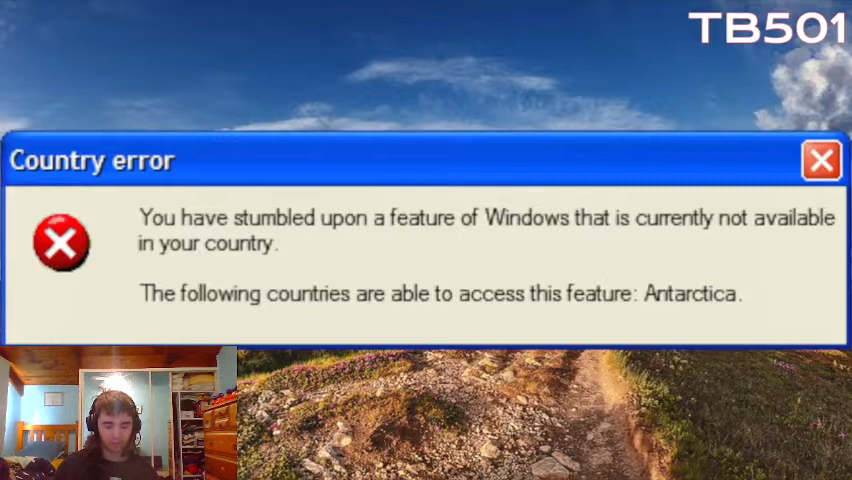 TB501
Country error
You have stumbled upon a feature of Windows that is currently not available
in your country.
The following countries are able to access this feature: Antarctica.